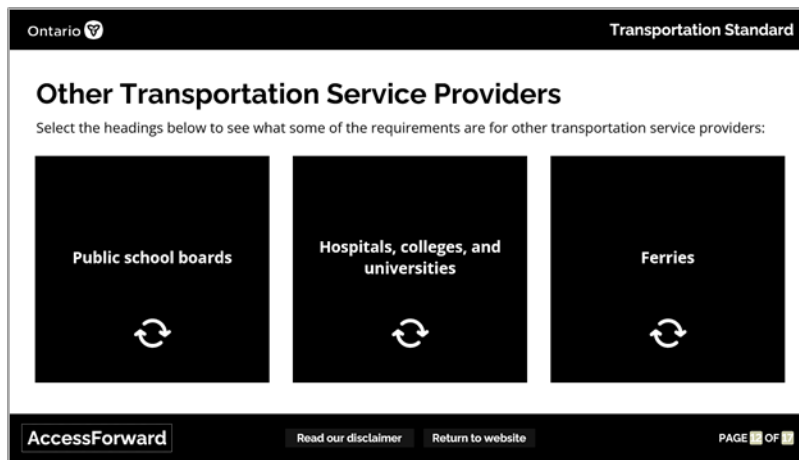 Ontario
Transportation Standard
Other Transportation Service Providers
Select the headings below to see what some of the requirements are for other transportation service providers:
Public school boards
Hospitals, colleges, and
universities
Ferries
AccessForward
Read our disclaimer
Return to website
PAGE 12 OF 17